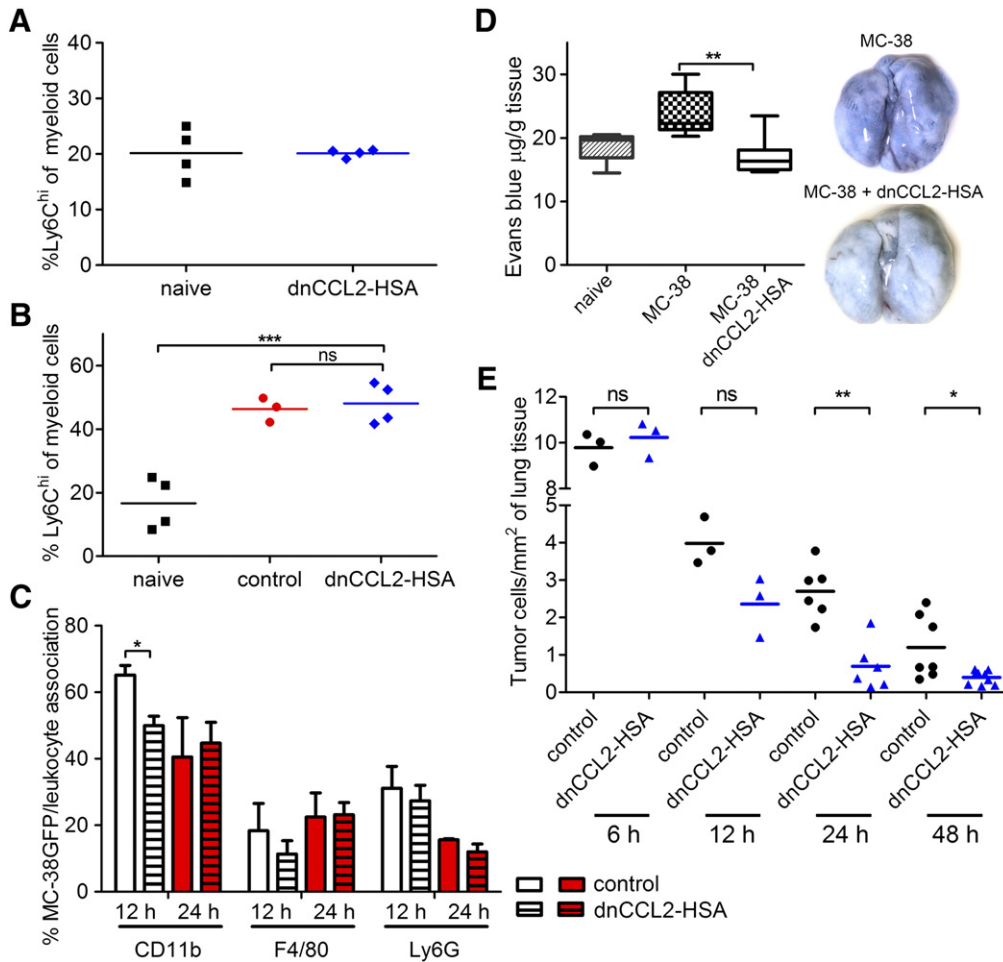 A
%Ly6Chi of myeloid cells
40
30
20
10
0
naive
dnCCL2-HSA
B
% Ly6Chi of myeloid cells
60
40
20
0
***
ns
naive
control
dnCCL2-HSA
C
% MC-38GFP/leukocyte association
80
60
40
20
0
*
12 h
24 h
12 h
24 h
12 h
24 h
CD11b
F4/80
Ly6G
control
dnCCL2-HSA
D
Evans blue µg/g tissue
30
20
10
0
**
naive
MC-38
MC-38
dnCCL2-HSA
MC-38
MC-38 + dnCCL2-HSA
E
Tumor cells/mm2 of lung tissue
12
10
8
6
4
3
2
1
0
ns
ns
**
*
control
dnCCL2-HSA
control
dnCCL2-HSA
control
dnCCL2-HSA
control
dnCCL2-HSA
6 h
12 h
24 h
48 h